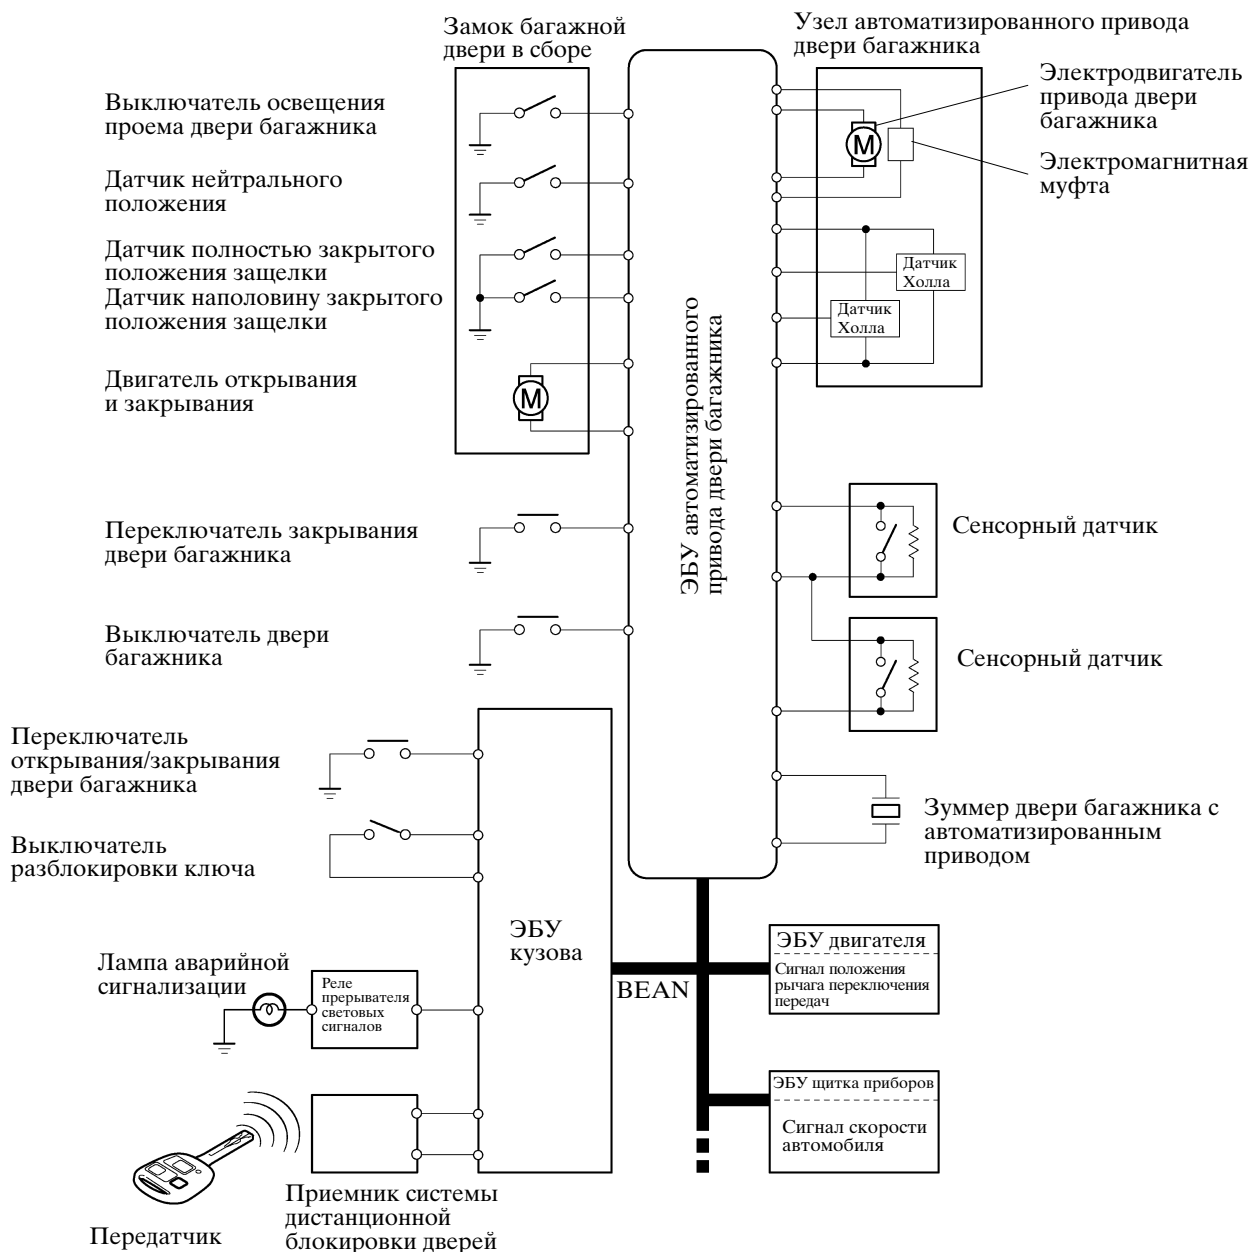 Замок багажной
двери в сборе
Узел автоматизированного привода
двери багажника
Выключатель освещения
проема двери багажника
Датчик нейтрального
положения
Датчик полностью закрытого
положения защелки
Датчик наполовину закрытого
положения защелки
Двигатель открывания
и закрывания
M
Переключатель закрывания
двери багажника
Выключатель двери
багажника
ЭБУ автоматизированного
привода двери багажника
M
Электродвигатель
привода двери
багажника
Электромагнитная
муфта
Датчик
Холла
Датчик
Холла
Сенсорный датчик
Сенсорный датчик
Зуммер двери багажника с
автоматизированным
приводом
Переключатель
открывания/закрывания
двери багажника
Выключатель
разблокировки ключа
Лампа аварийной
сигнализации
Реле
прерывателя
световых
сигналов
ЭБУ
кузова
BEAN
ЭБУ двигателя
Сигнал положения
рычага переключения
передач
ЭБУ щитка приборов
Сигнал скорости
автомобиля
Передатчик
Приемник системы
дистанционной
блокировки дверей